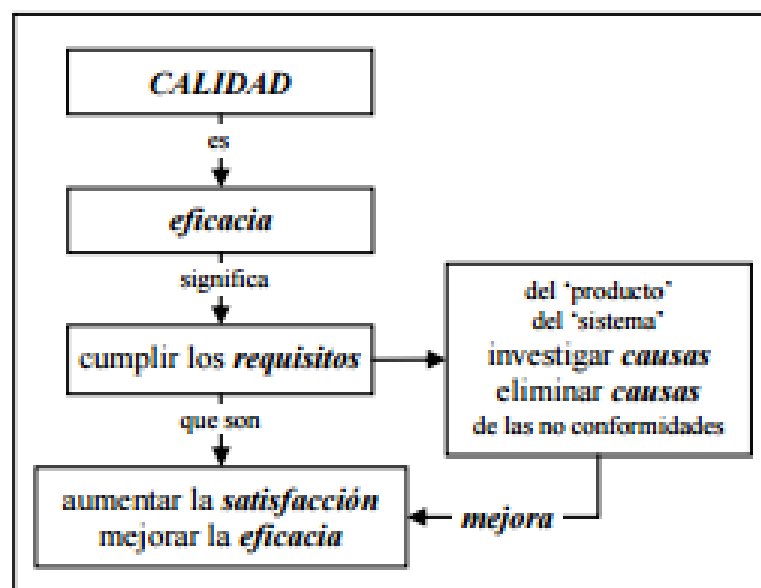 CALIDAD
es
eficacia
significa
cumplir los requisitos
del “producto”
del “sistema”
investigar causas
eliminar causas
de las no conformidades
que son
aumentar la satisfacción
mejorar la eficacia
mejora